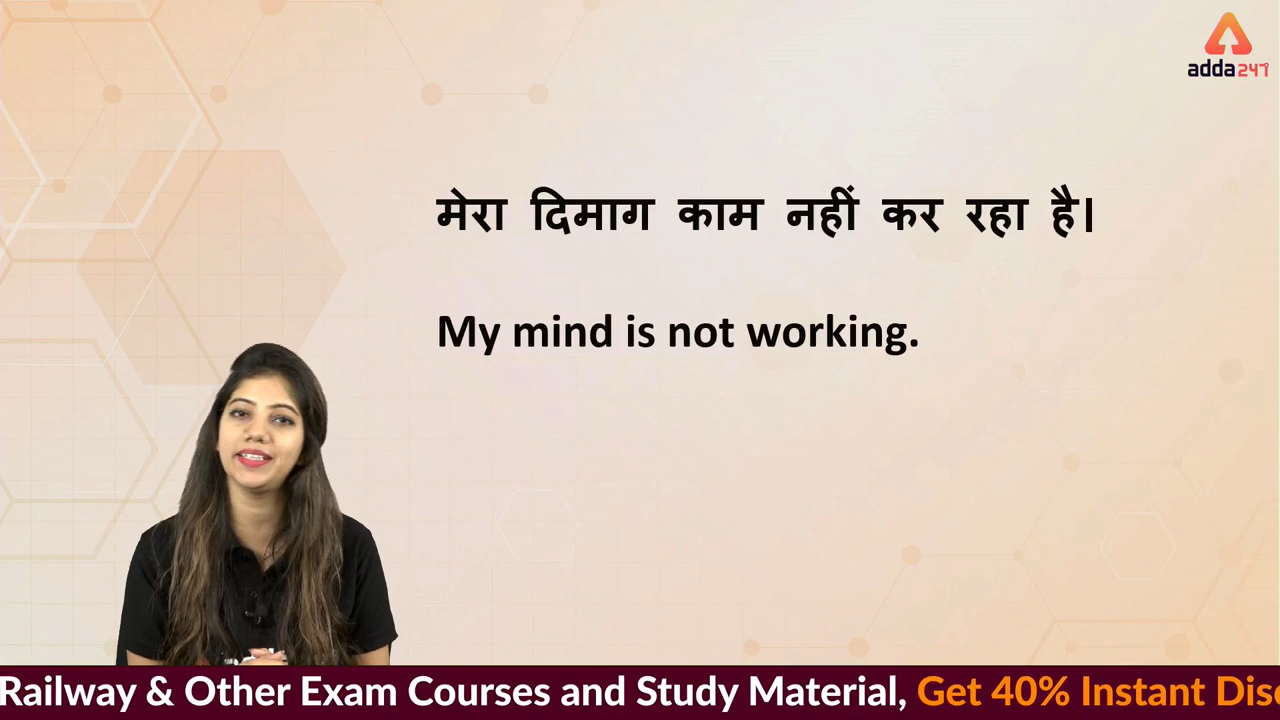 adda247
मेरा दिमाग काम नहीं कर रहा है।
My mind is not working.
Railway & Other Exam Courses and Study Material, Get 40% Instant